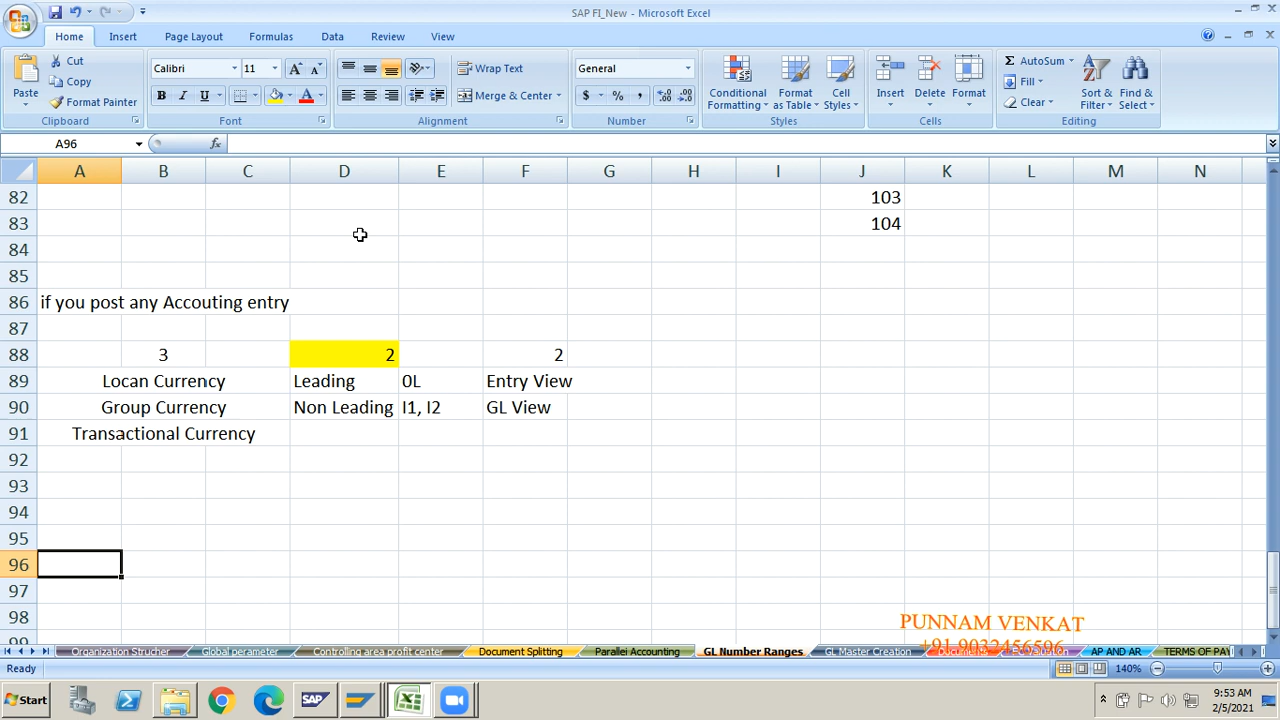 SAP FI_New - Microsoft Excel
Home Insert Page Layout Formulas Data Review View
Paste
Cut
Copy
Format Painter
Clipboard
Calibri 11
B I U
Font
Wrap Text
Merge & Center
Alignment
General
$ % ,
Number
Conditional Formatting
Format as Table
Cell Styles
Styles
Insert Delete Format
Cells
AutoSum
Fill
Clear
Sort & Filter
Find & Select
Editing
A96 fx
A B C D E F G H I J K L M N
82 103
83 104
84
85
86 if you post any Accouting entry
87
88 3 2 2
89 Locan Currency Leading 0L Entry View
90 Group Currency Non Leading I1, I2 GL View
91 Transactional Currency
92
93
94
95
96
97
98
99
PUNNAM VENKAT
+91 9032456596
Organization Strucher Global perameter Controlling area profit center Document Splitting Parallel Accounting GL Number Ranges GL Master Creation AP AND AR TERMS OF PAY
Ready 140%
Start SAP 9:53 AM
2/5/2021